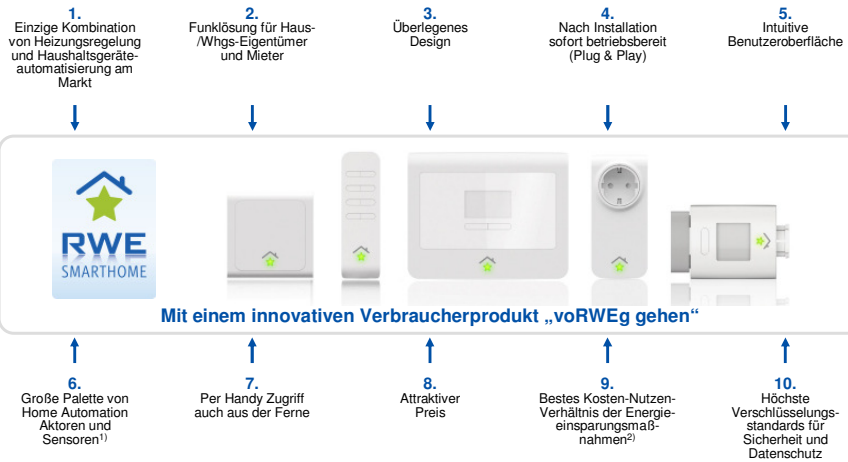 1.
Einzige Kombination
von Heizungsregelung
und Haushaltsgeräte-
automatisierung am
Markt
2.
Funklösung für Haus-
/Whgs-Eigentümer
und Mieter
3.
Überlegenes
Design
4.
Nach Installation
sofort betriebsbereit
(Plug & Play)
5.
Intuitive
Benutzeroberfläche
RWE
SMARTHOME
Mit einem innovativen Verbraucherprodukt „voRWEg gehen“
6.
Große Palette von
Home Automation
Aktoren und
Sensoren1)
7.
Per Handy Zugriff
auch aus der Ferne
8.
Attraktiver
Preis
9.
Bestes Kosten-Nutzen-
Verhältnis der Energie-
einsparungsmaß-
nahmen2)
10.
Höchste
Verschlüsselungs-
standards für
Sicherheit und
Datenschutz